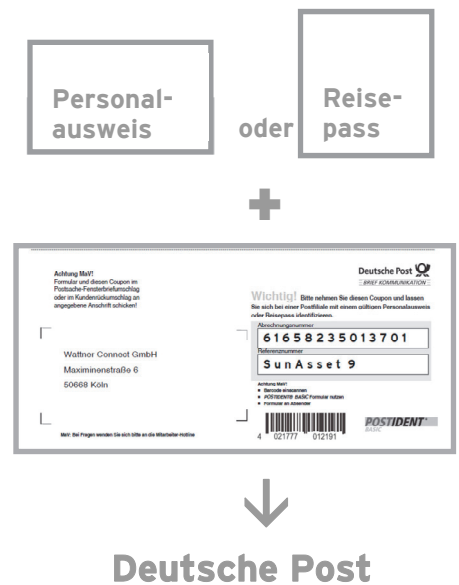 Personal-
ausweis
oder
Reise-
pass
+
Achtung MaV!
Formular und diesen Coupon im
Postsache-Fensterbriefumschlag
oder im Kundenrückumschlag an
angegebene Anschrift schicken!
Deutsche Post
BRIEF KOMMUNIKATION
Wichtig! Bitte nehmen Sie diesen Coupon und lassen
Sie sich bei einer Postfiliale mit einem gültigen Personalausweis
oder Reisepass identifizieren.
Abrechnungsnummer
61658235013701
Referenznummer
SunAsset 9
Wattner Connect GmbH
Maximinenstraße 6
50668 Köln
Achtung MaV!
Barcode einscannen
POSTIDENT® BASIC Formular nutzen
Formular an Absender
MaV: Bei Fragen wenden Sie sich bitte an die Mitarbeiter-Hotline
4 021777 012191
POSTIDENT
BASIC
Deutsche Post